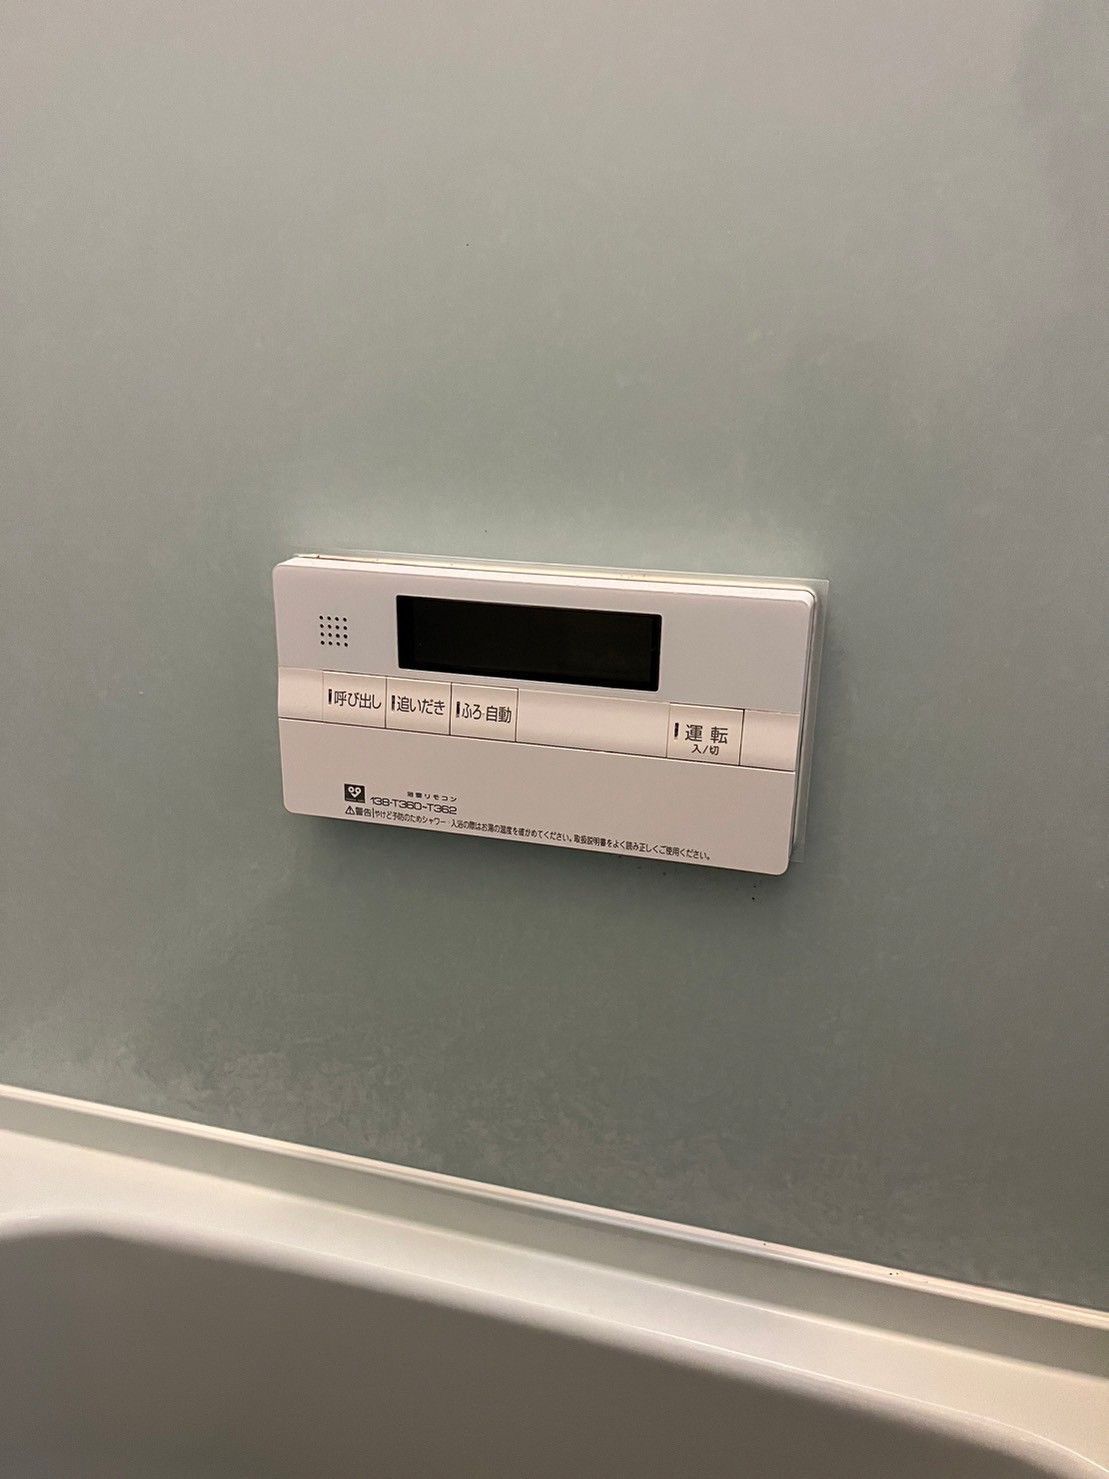 呼び出し
追いだき
ふろ自動
運転
入/切
浴室リモコン
138-T360~T362
⚠警告 やけど予防のためシャワー・入浴の際はお湯の温度を確かめてください。取扱説明書をよく読み正しくご使用ください。